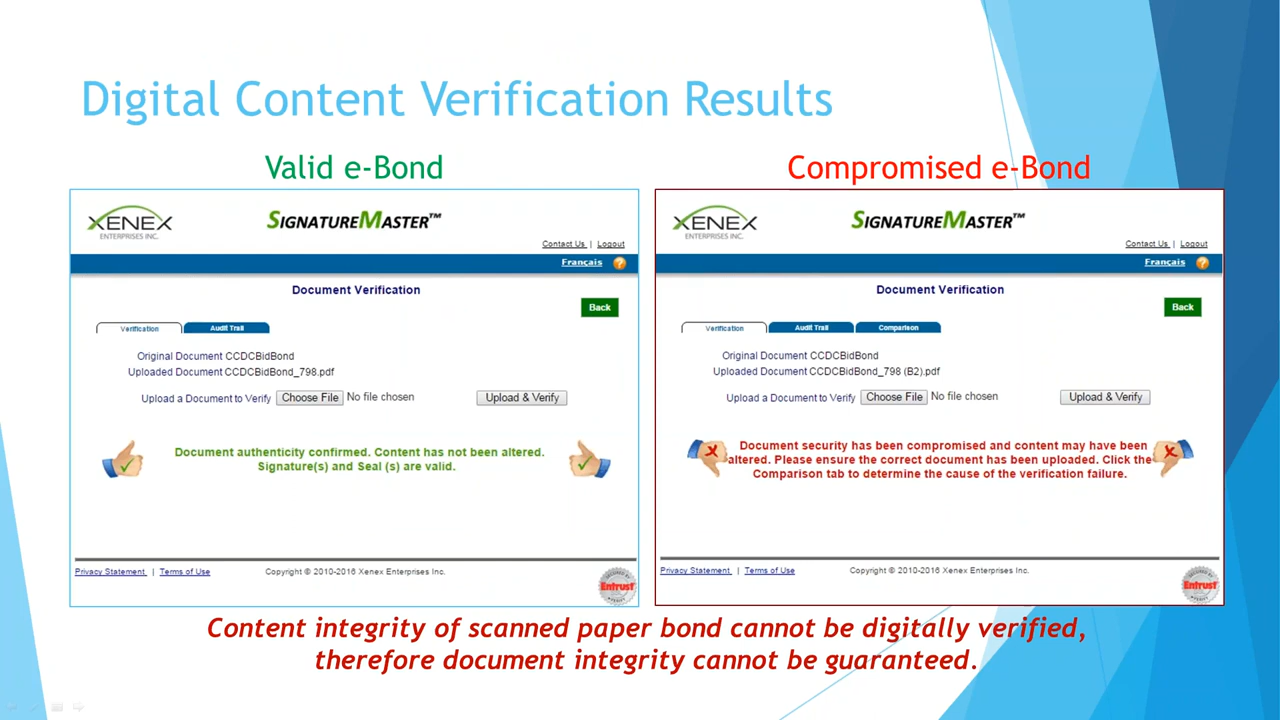 Digital Content Verification Results
Valid e-Bond
XENEX
ENTERPRISES INC.
SIGNATUREMASTER™
Contact Us | Logout
Français ?
Document Verification
Back
Verification Audit Trail
Original Document CCDCBidBond
Uploaded Document CCDCBidBond_798.pdf
Upload a Document to Verify Choose File No file chosen Upload & Verify
Document authenticity confirmed. Content has not been altered.
Signature(s) and Seal (s) are valid.
Privacy Statement | Terms of Use Copyright © 2010-2016 Xenex Enterprises Inc.
Entrust
Compromised e-Bond
XENEX
ENTERPRISES INC.
SIGNATUREMASTER™
Contact Us | Logout
Français ?
Document Verification
Back
Verification Audit Trail Comparison
Original Document CCDCBidBond
Uploaded Document CCDCBidBond_798 (B2).pdf
Upload a Document to Verify Choose File No file chosen Upload & Verify
Document security has been compromised and content may have been
altered. Please ensure the correct document has been uploaded. Click the
Comparison tab to determine the cause of the verification failure.
Privacy Statement | Terms of Use Copyright © 2010-2016 Xenex Enterprises Inc.
Entrust
Content integrity of scanned paper bond cannot be digitally verified,
therefore document integrity cannot be guaranteed.